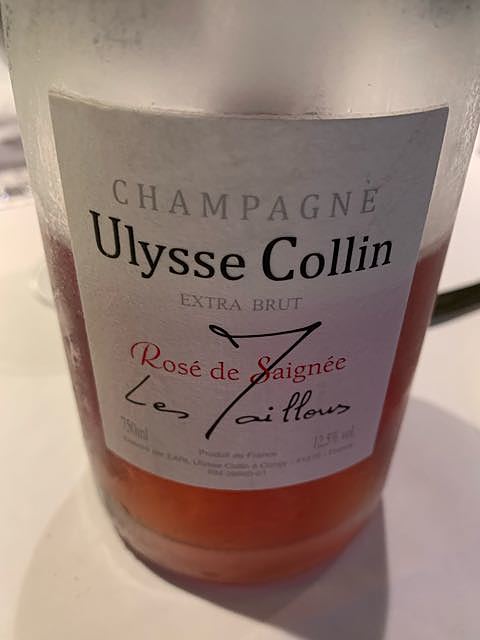 CHAMPAGNE
Ulysse Collin
EXTRA BRUT
Rosé de Saignée
Les Maillons
750ml
12,5% vol.
Produit de France